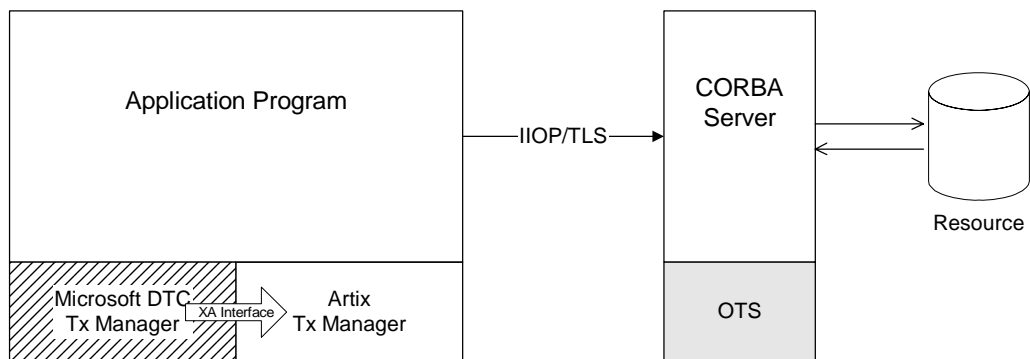 Application Program
IIOP/TLS
CORBA
Server
Resource
Microsoft DTC
Tx Manager
XA Interface
Artix
Tx Manager
OTS